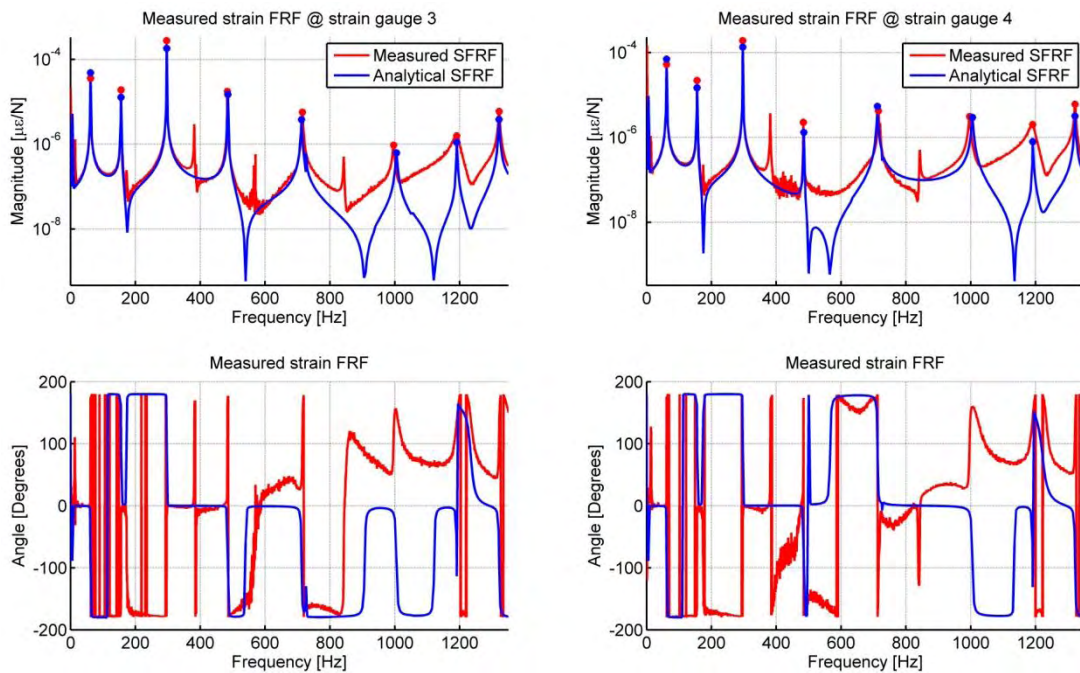 Measured strain FRF @ strain gauge 3
Magnitude [με/N]
10⁻⁴
10⁻⁶
10⁻⁸
Measured SFRF
Analytical SFRF
0 200 400 600 800 1000 1200
Frequency [Hz]
Measured strain FRF @ strain gauge 4
Magnitude [με/N]
10⁻⁴
10⁻⁶
10⁻⁸
Measured SFRF
Analytical SFRF
0 200 400 600 800 1000 1200
Frequency [Hz]
Measured strain FRF
Angle [Degrees]
200
100
0
-100
-200
0 200 400 600 800 1000 1200
Frequency [Hz]
Measured strain FRF
Angle [Degrees]
200
100
0
-100
-200
0 200 400 600 800 1000 1200
Frequency [Hz]